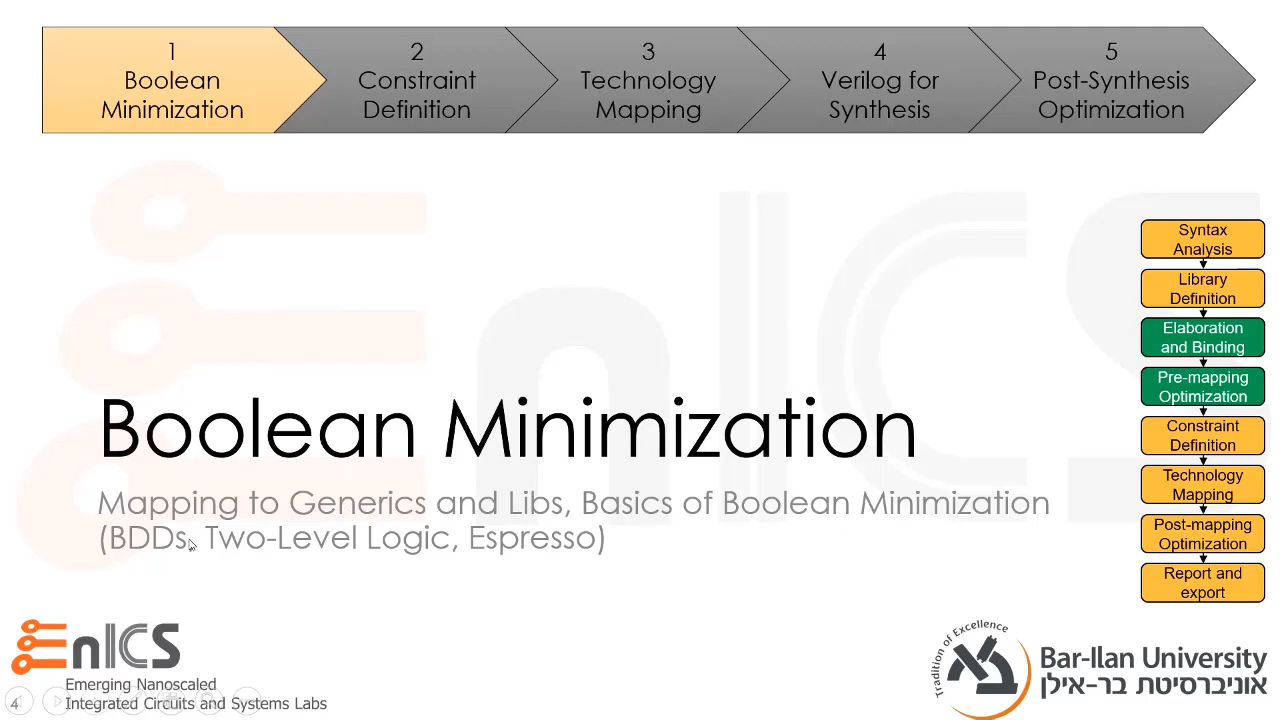 1
Boolean
Minimization
2
Constraint
Definition
3
Technology
Mapping
4
Verilog for
Synthesis
5
Post-Synthesis
Optimization
Syntax
Analysis
Library
Definition
Elaboration
and Binding
Pre-mapping
Optimization
Constraint
Definition
Technology
Mapping
Post-mapping
Optimization
Report and
export
Boolean Minimization
Mapping to Generics and Libs, Basics of Boolean Minimization
(BDDs, Two-Level Logic, Espresso)
EnICS
Emerging Nanoscaled
Integrated Circuits and Systems Labs
4
Tradition of Excellence
Bar-Ilan University
אוניברסיטת בר-אילן
EnICS